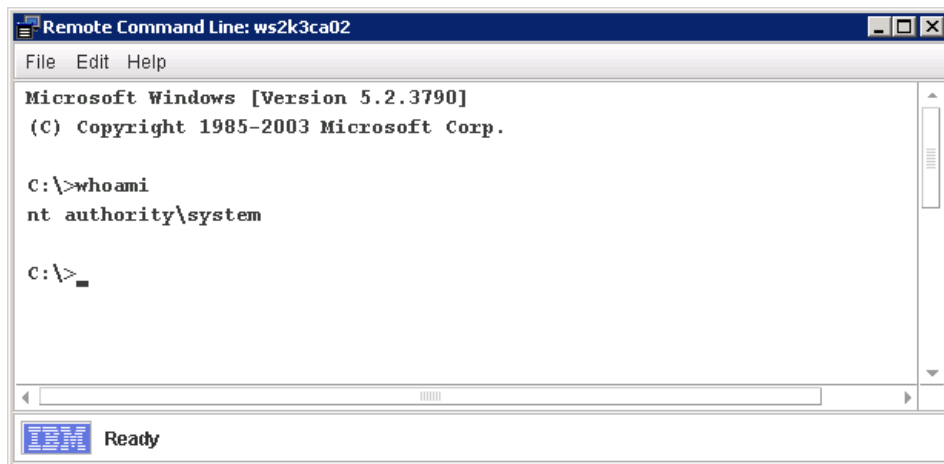 Remote Command Line: ws2k3ca02
File Edit Help
Microsoft Windows [Version 5.2.3790]
(C) Copyright 1985-2003 Microsoft Corp.
C:\>whoami
nt authority\system
C:\>_
IBM Ready